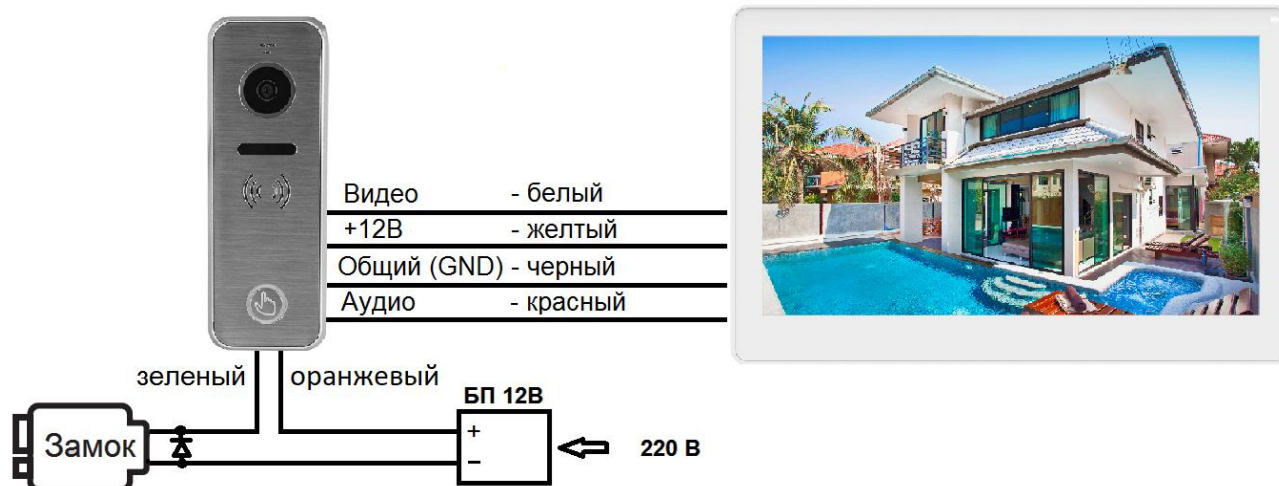 Видео - белый
+12В - желтый
Общий (GND) - черный
Аудио - красный
зеленый оранжевый
БП 12В
Замок
+
−
220 В